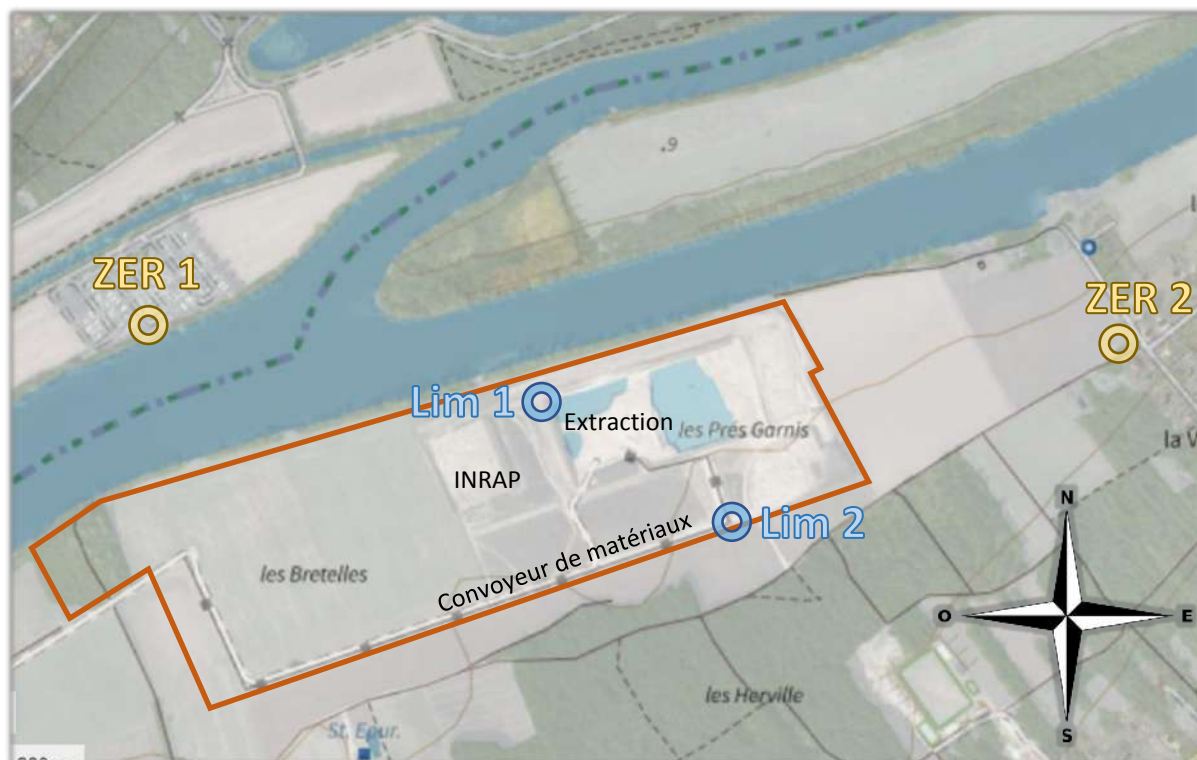 9
ZER 1
ZER 2
6
Lim 1
Extraction
les Prés Garnis
la V
INRAP
N
Lim 2
Convoyeur de matériaux
les Bretelles
O
E
les Herville
St. Epur.
S